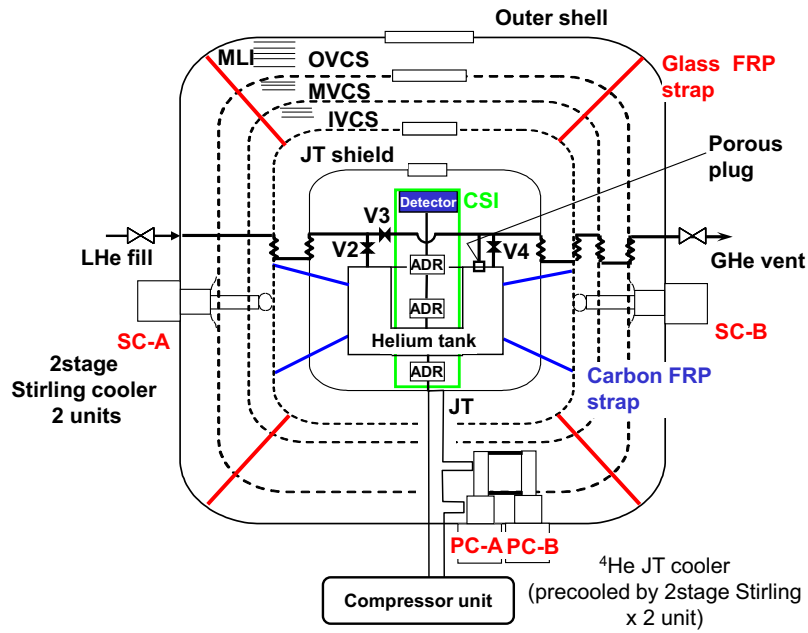 Outer shell
MLI
OVCS
Glass FRP
strap
MVCS
IVCS
Porous
plug
JT shield
Detector
CSI
V3
V2
V4
LHe fill
GHe vent
ADR
ADR
SC-A
SC-B
Helium tank
2stage
Stirling cooler
2 units
ADR
Carbon FRP
strap
JT
PC-A
PC-B
⁴He JT cooler
(precooled by 2stage Stirling
x 2 unit)
Compressor unit